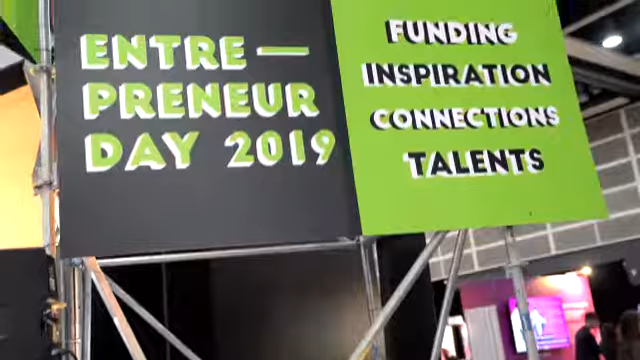 ENTRE—
PRENEUR
DAY 2019
FUNDING
INSPIRATION
CONNECTIONS
TALENTS